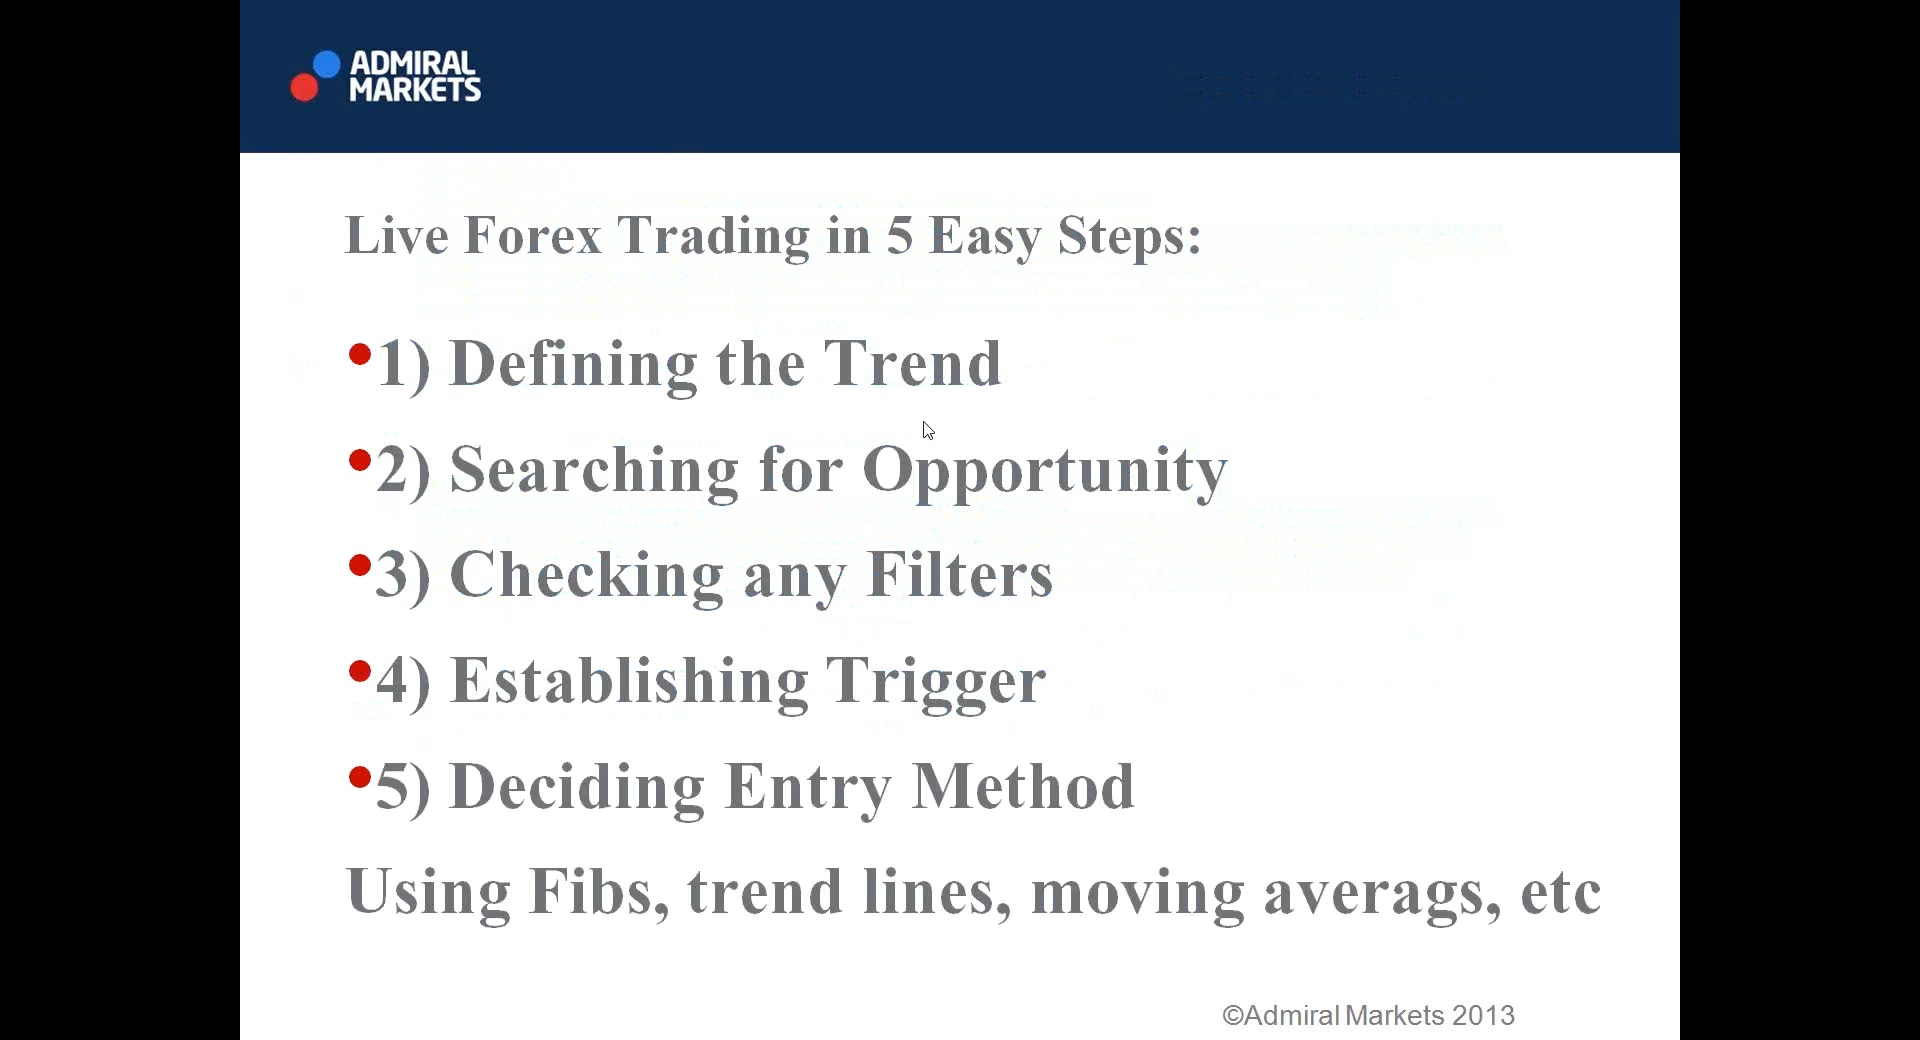 ADMIRAL
MARKETS
Live Forex Trading in 5 Easy Steps:
•1) Defining the Trend
•2) Searching for Opportunity
•3) Checking any Filters
•4) Establishing Trigger
•5) Deciding Entry Method
Using Fibs, trend lines, moving averags, etc
©Admiral Markets 2013